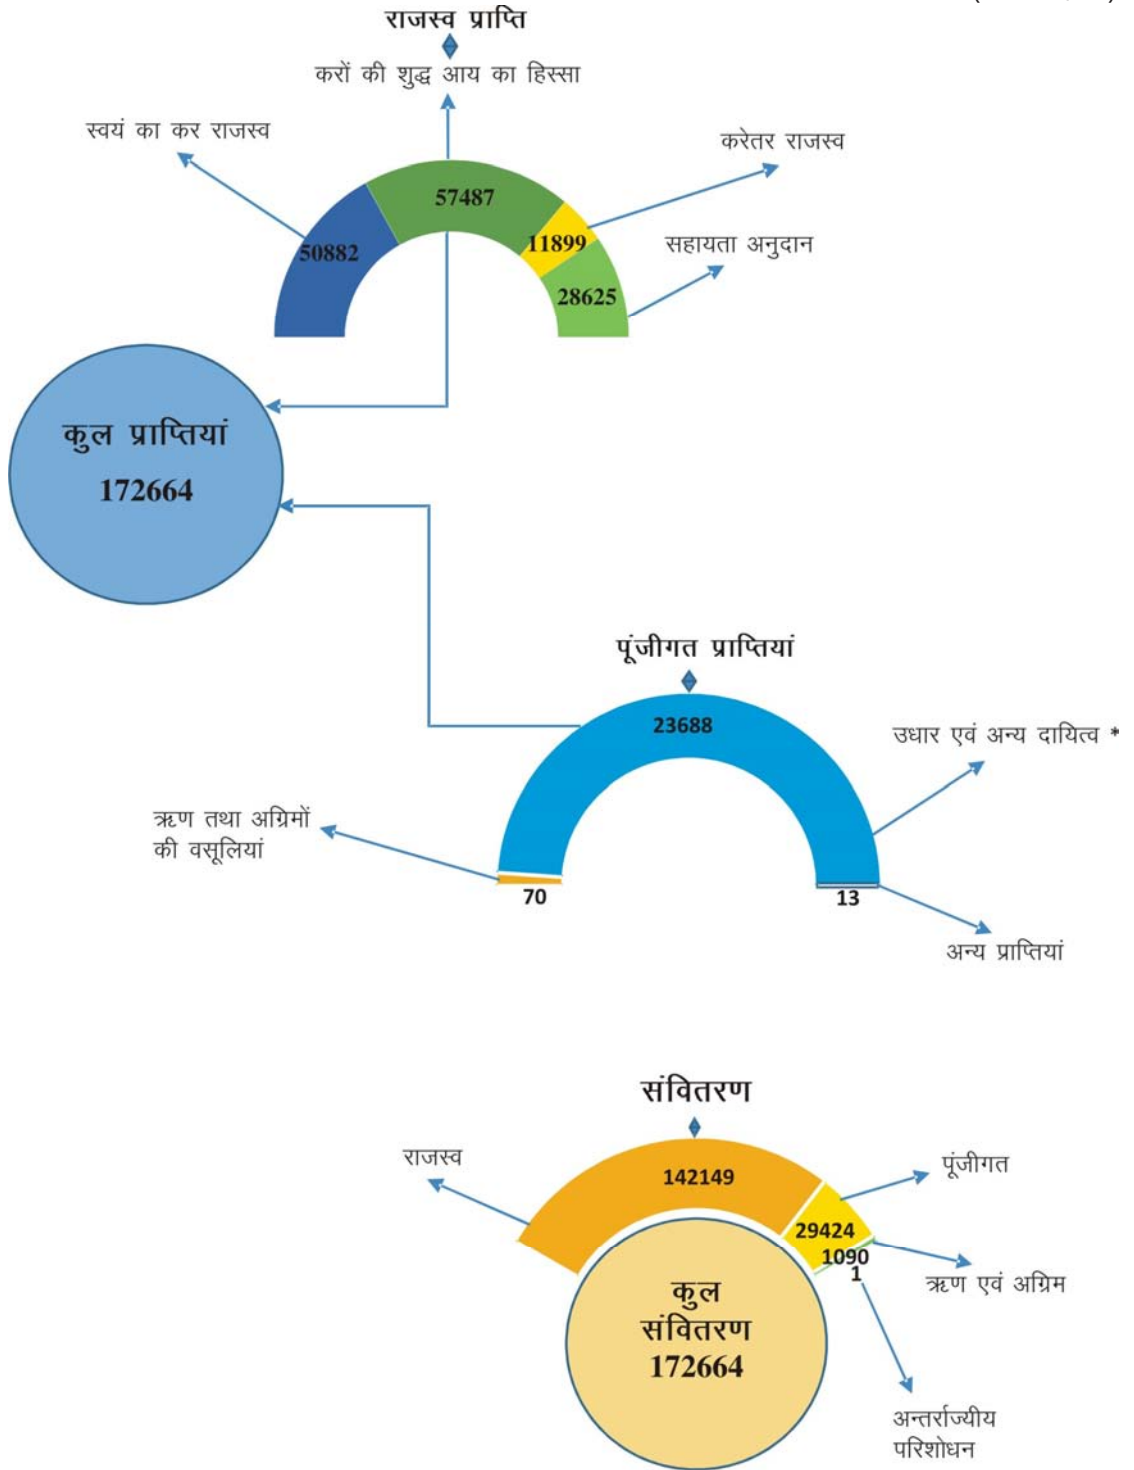 राजस्व प्राप्ति
करों की शुद्ध आय का हिस्सा
स्वयं का कर राजस्व
करेतर राजस्व
57487
50882
11899
सहायता अनुदान
28625
कुल प्राप्तियां
172664
पूंजीगत प्राप्तियां
23688
उधार एवं अन्य दायित्व *
ऋण तथा अग्रिमों
की वसूलियां
70
13
अन्य प्राप्तियां
संवितरण
राजस्व
142149
पूंजीगत
29424
1090
1
ऋण एवं अग्रिम
कुल
संवितरण
172664
अन्तर्राज्यीय
परिशोधन